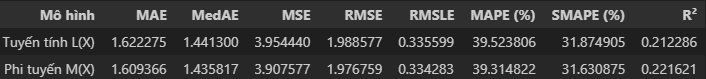 Mô hình MAE MedAE MSE RMSE RMSLE MAPE (%) SMAPE (%) R²
Tuyến tính L(X) 1.622275 1.441300 3.954440 1.988577 0.335599 39.523806 31.874905 0.212286
Phi tuyến M(X) 1.609366 1.435817 3.907577 1.976759 0.334283 39.314822 31.630875 0.221621